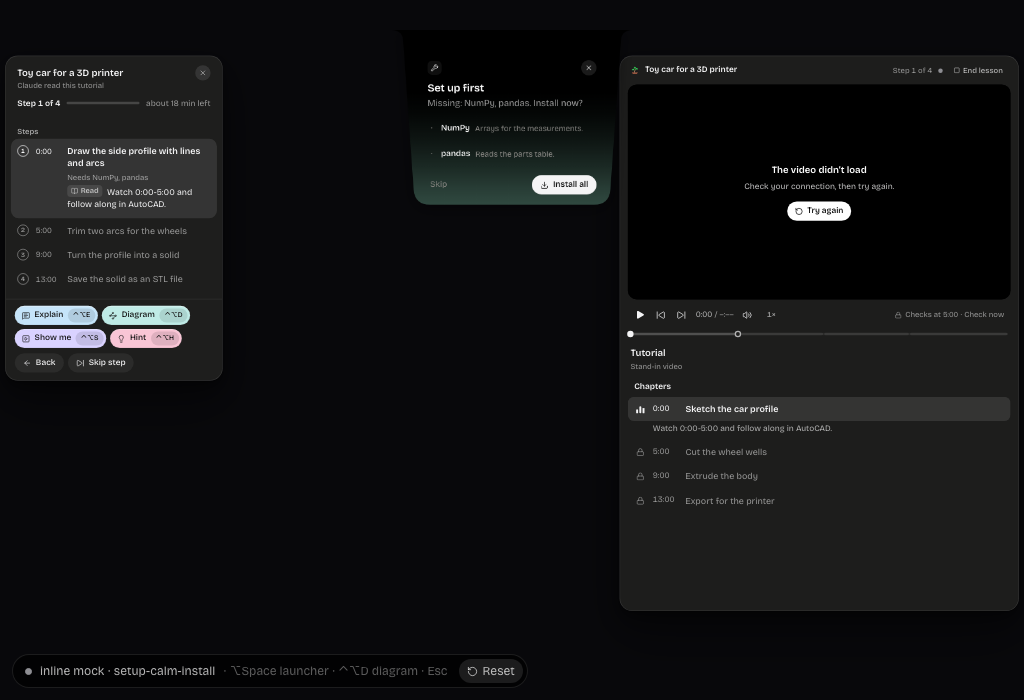 Toy car for a 3D printer
Claude read this tutorial
Step 1 of 4 about 18 min left
Steps
1 0:00 Draw the side profile with lines
and arcs
Needs NumPy, pandas
Read Watch 0:00-5:00 and
follow along in AutoCAD.
2 5:00 Trim two arcs for the wheels
3 9:00 Turn the profile into a solid
4 13:00 Save the solid as an STL file
Explain ^⌥E Diagram ^⌥D
Show me ^⌥S Hint ^⌥H
Back Skip step
Set up first
Missing: NumPy, pandas. Install now?
· NumPy Arrays for the measurements.
· pandas Reads the parts table.
Skip Install all
Toy car for a 3D printer Step 1 of 4 End lesson
The video didn't load
Check your connection, then try again.
Try again
0:00 / –:–– 1× Checks at 5:00 · Check now
Tutorial
Stand-in video
Chapters
0:00 Sketch the car profile
Watch 0:00-5:00 and follow along in AutoCAD.
5:00 Cut the wheel wells
9:00 Extrude the body
13:00 Export for the printer
inline mock · setup-calm-install · ⌥Space launcher · ^⌥D diagram · Esc Reset